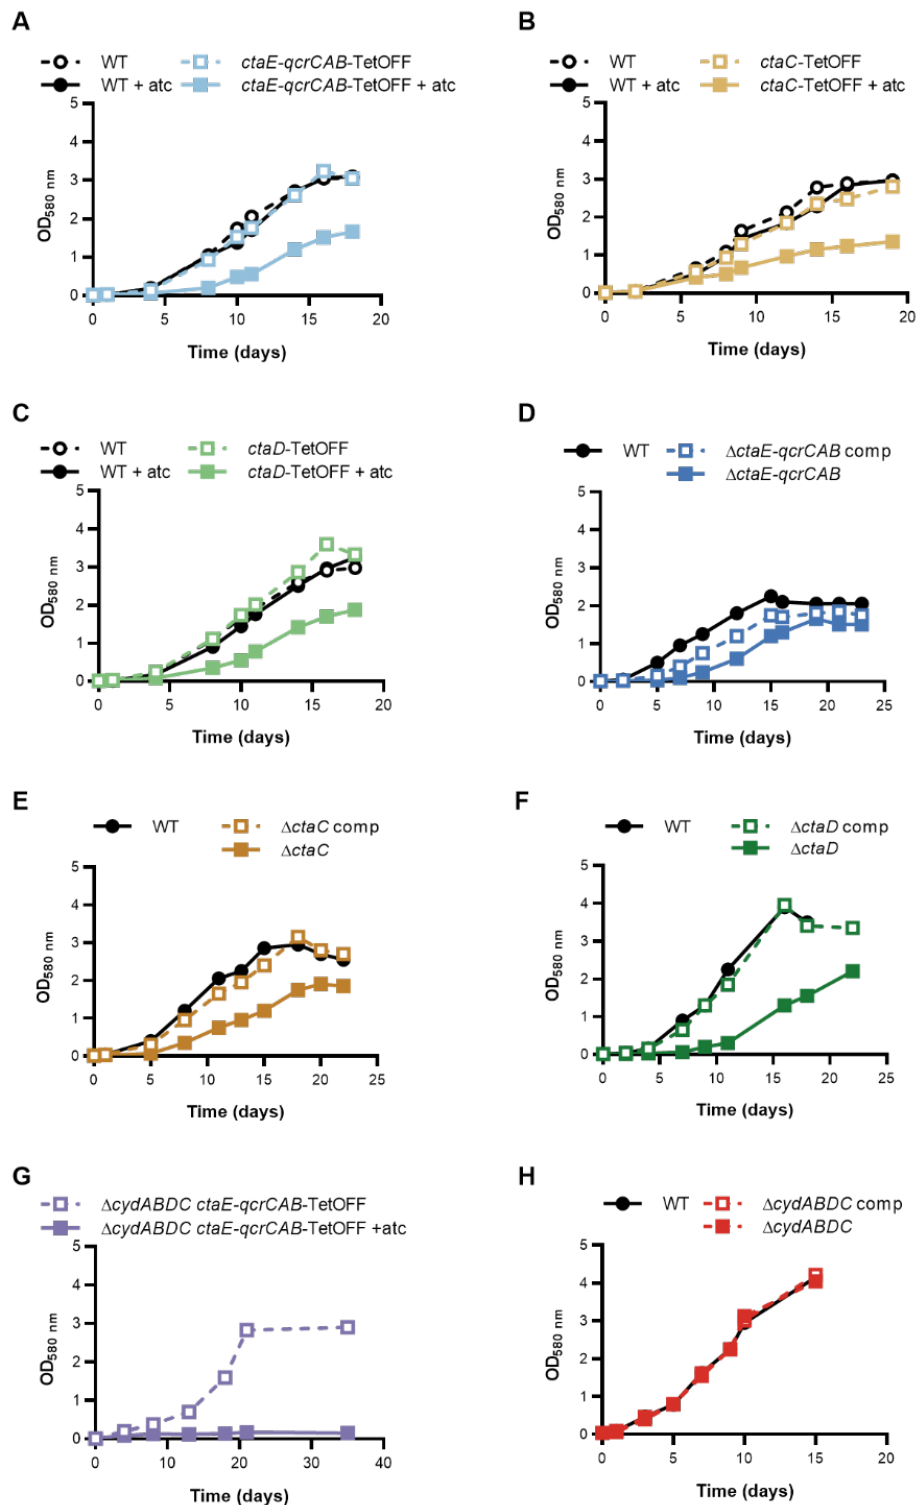 A
WT
ctaE-qcrCAB-TetOFF
WT + atc
ctaE-qcrCAB-TetOFF + atc
5
4
3
2
1
0
OD580 nm
0 5 10 15 20
Time (days)
B
WT
ctaC-TetOFF
WT + atc
ctaC-TetOFF + atc
5
4
3
2
1
0
OD580 nm
0 5 10 15 20
Time (days)
C
WT
ctaD-TetOFF
WT + atc
ctaD-TetOFF + atc
5
4
3
2
1
0
OD580 nm
0 5 10 15 20
Time (days)
D
WT
ΔctaE-qcrCAB comp
ΔctaE-qcrCAB
5
4
3
2
1
0
OD580 nm
0 5 10 15 20 25
Time (days)
E
WT
ΔctaC comp
ΔctaC
5
4
3
2
1
0
OD580 nm
0 5 10 15 20 25
Time (days)
F
WT
ΔctaD comp
ΔctaD
5
4
3
2
1
0
OD580 nm
0 5 10 15 20 25
Time (days)
G
ΔcydABDC ctaE-qcrCAB-TetOFF
ΔcydABDC ctaE-qcrCAB-TetOFF +atc
5
4
3
2
1
0
OD580 nm
0 10 20 30 40
Time (days)
H
WT
ΔcydABDC comp
ΔcydABDC
5
4
3
2
1
0
OD580 nm
0 5 10 15 20
Time (days)